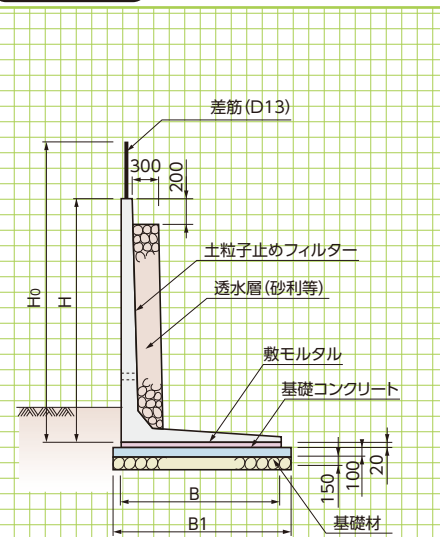 差筋(D13)
300
200
土粒子止めフィルター
透水層(砂利等)
H0
H
敷モルタル
基礎コンクリート
20
100
150
B
B1
基礎材